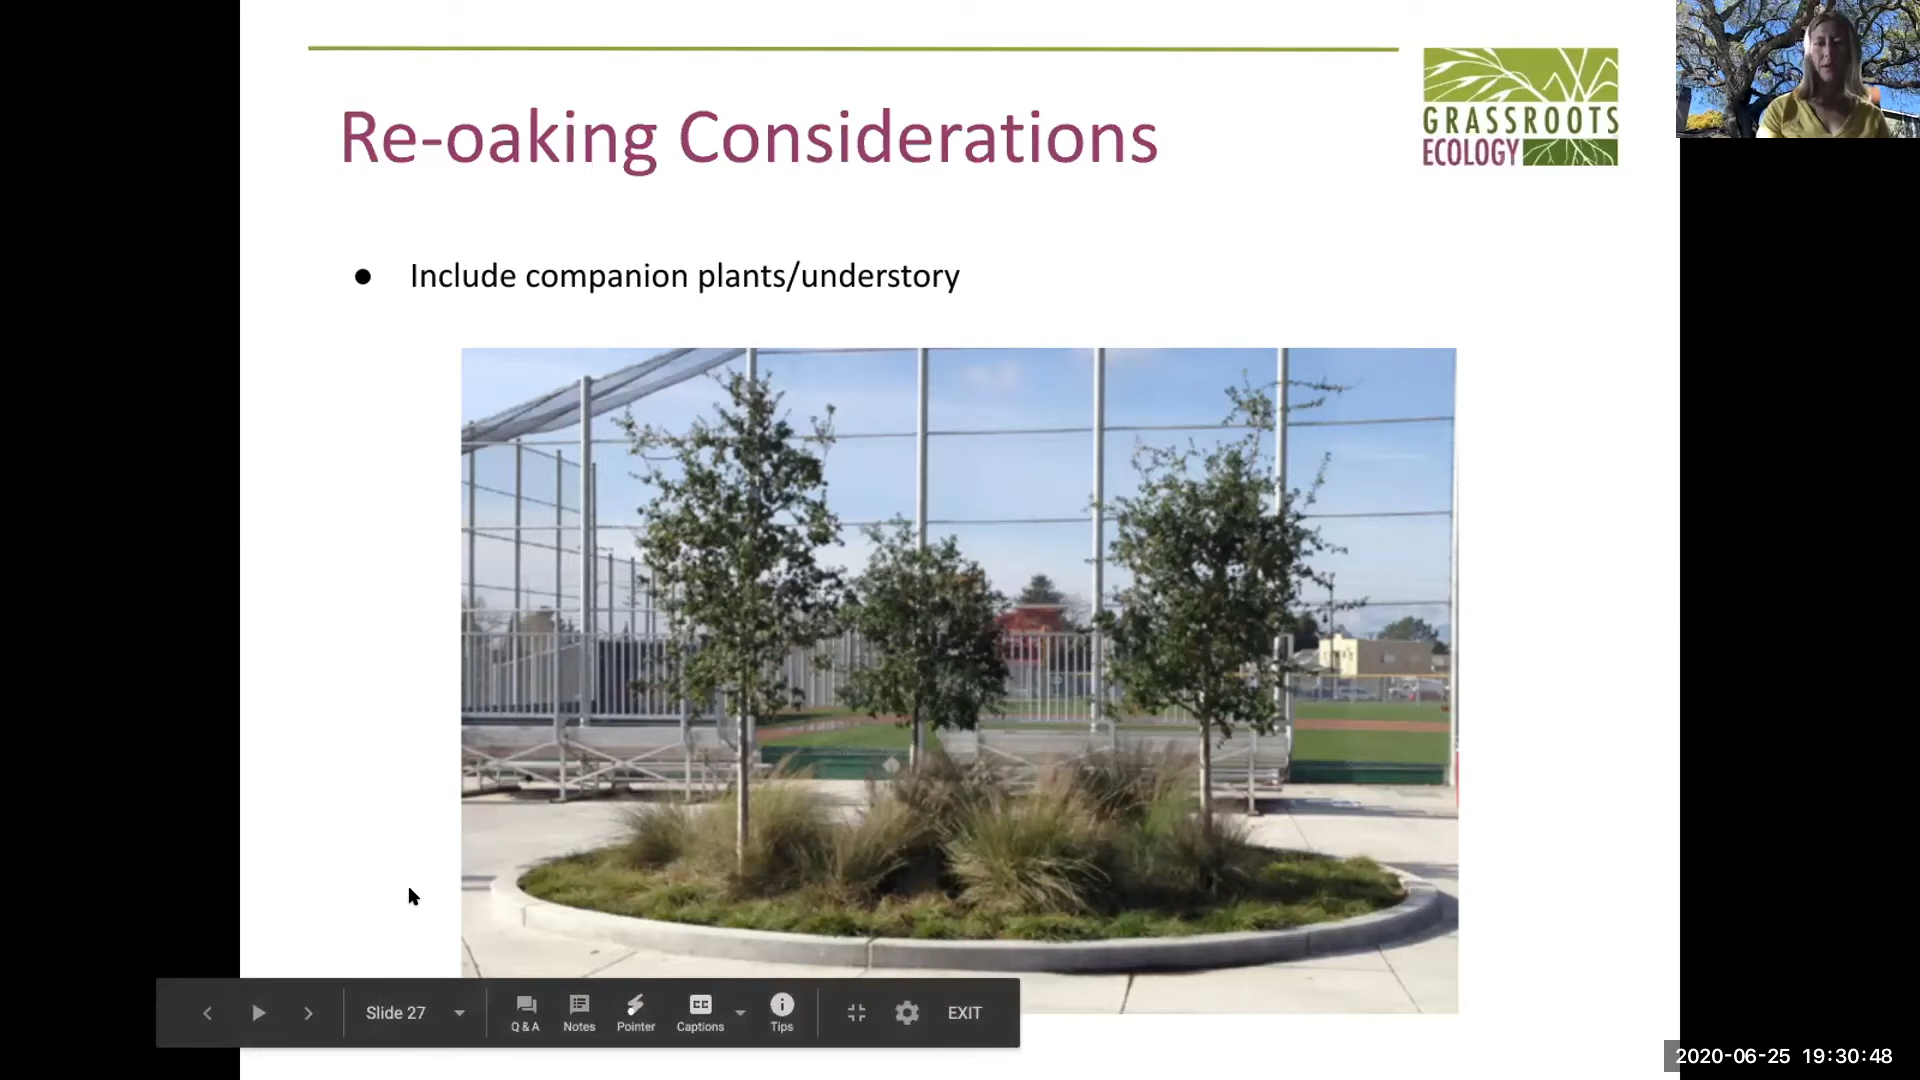 Re-oaking Considerations
GRASSROOTS
ECOLOGY
● Include companion plants/understory
Slide 27
Q & A
Notes
Pointer
CC
Captions
Tips
EXIT
2020-06-25 19:30:48